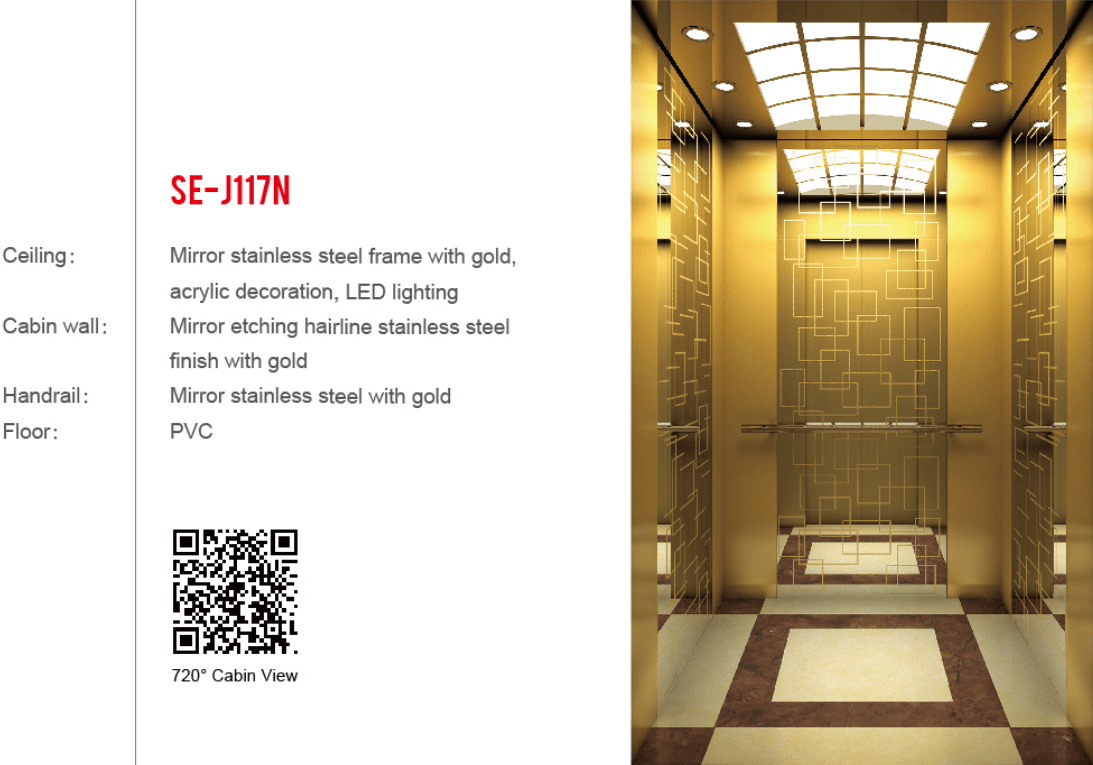 SE-J117N
Ceiling: Mirror stainless steel frame with gold,
acrylic decoration, LED lighting
Cabin wall: Mirror etching hairline stainless steel
finish with gold
Handrail: Mirror stainless steel with gold
Floor: PVC
720° Cabin View